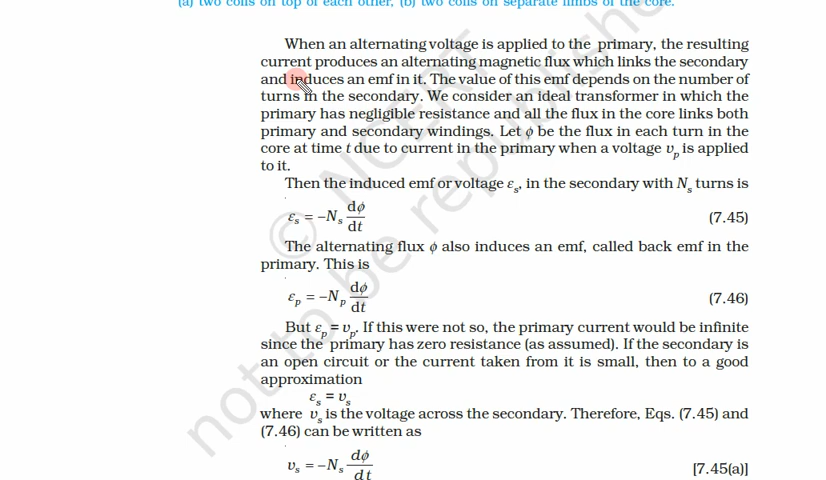 (a) two coils on top of each other, (b) two coils on separate limbs of the core.
When an alternating voltage is applied to the primary, the resulting
current produces an alternating magnetic flux which links the secondary
and induces an emf in it. The value of this emf depends on the number of
turns in the secondary. We consider an ideal transformer in which the
primary has negligible resistance and all the flux in the core links both
primary and secondary windings. Let ϕ be the flux in each turn in the
core at time t due to current in the primary when a voltage υp is applied
to it.
Then the induced emf or voltage εs, in the secondary with Ns turns is
εs = –Ns dϕ/dt (7.45)
The alternating flux ϕ also induces an emf, called back emf in the
primary. This is
εp = –Np dϕ/dt (7.46)
But εp = υp. If this were not so, the primary current would be infinite
since the primary has zero resistance (as assumed). If the secondary is
an open circuit or the current taken from it is small, then to a good
approximation
εs = υs
where υs is the voltage across the secondary. Therefore, Eqs. (7.45) and
(7.46) can be written as
υs = –Ns dϕ/dt [7.45(a)]
© NCERT
not to be republishe